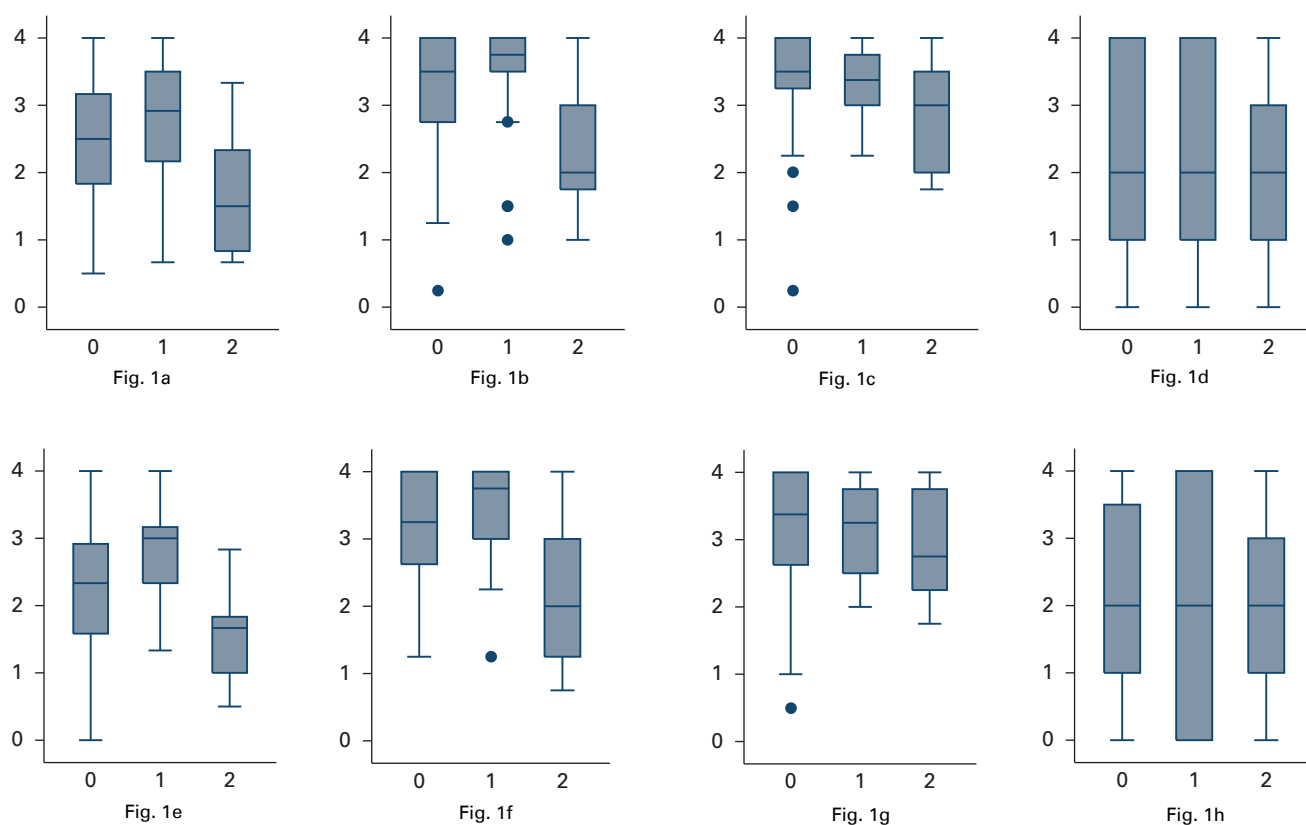 4 3 2 1 0
0 1 2
Fig. 1a
4 3 2 1 0
0 1 2
Fig. 1b
4 3 2 1 0
0 1 2
Fig. 1c
4 3 2 1 0
0 1 2
Fig. 1d
4 3 2 1 0
0 1 2
Fig. 1e
4 3 2 1 0
0 1 2
Fig. 1f
4 3 2 1 0
0 1 2
Fig. 1g
4 3 2 1 0
0 1 2
Fig. 1h